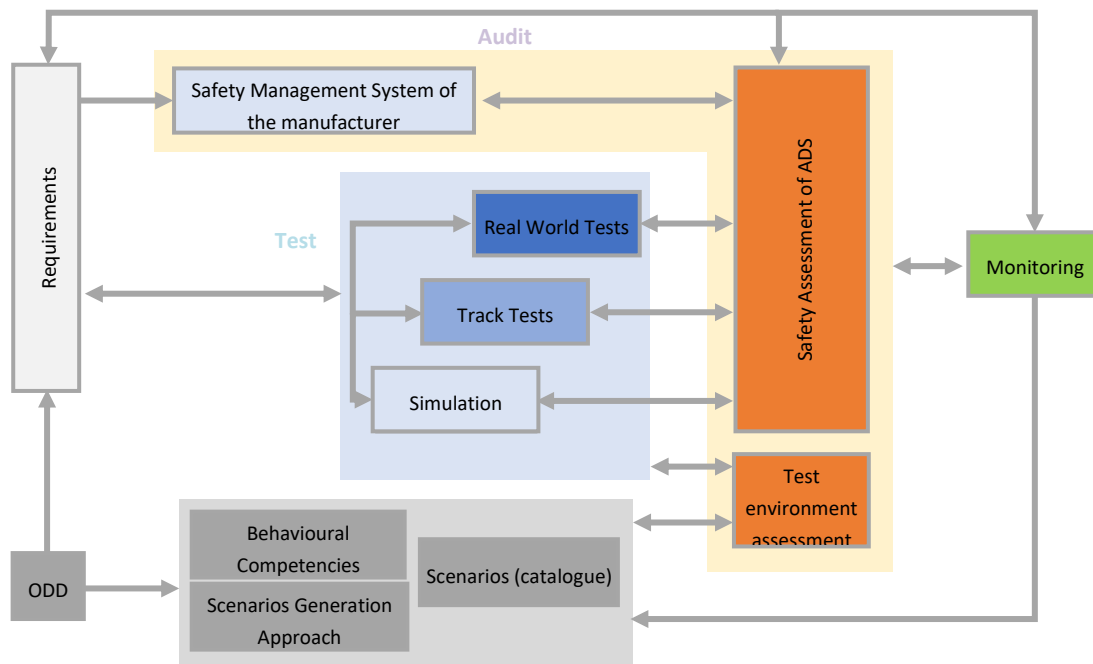 Audit
Safety Management System of
the manufacturer
Requirements
Safety Assessment of ADS
Real World Tests
Test
Monitoring
Track Tests
Simulation
Test
environment
assessment
Behavioural
Competencies
Scenarios (catalogue)
ODD
Scenarios Generation
Approach